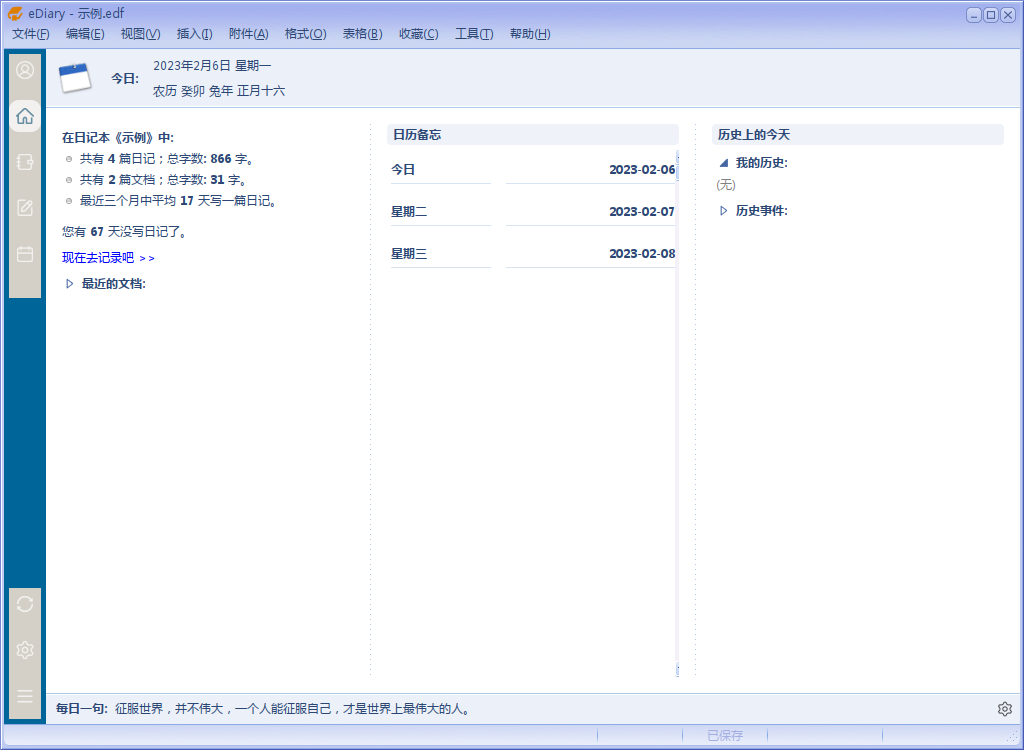 eDiary - 示例.edf
文件(F) 编辑(E) 视图(V) 插入(I) 附件(A) 格式(O) 表格(B) 收藏(C) 工具(T) 帮助(H)
今日:
2023年2月6日 星期一
农历 癸卯 兔年 正月十六
在日记本《示例》中:
共有 4 篇日记；总字数: 866 字。
共有 2 篇文档；总字数: 31 字。
最近三个月中平均 17 天写一篇日记。
您有 67 天没写日记了。
现在去记录吧 >>
最近的文档:
日历备忘
今日 2023-02-06
星期二 2023-02-07
星期三 2023-02-08
历史上的今天
我的历史:
(无)
历史事件:
每日一句: 征服世界，并不伟大，一个人能征服自己，才是世界上最伟大的人。
已保存